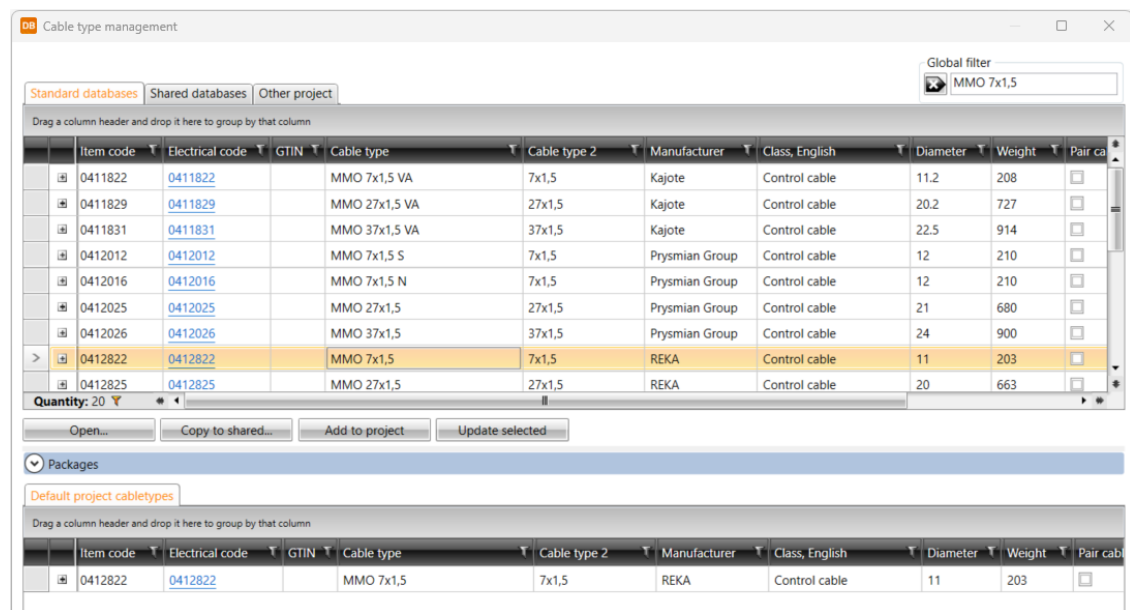 DB Cable type management
Global filter
MMO 7x1,5
Standard databases Shared databases Other project
Drag a column header and drop it here to group by that column
Item code Electrical code GTIN Cable type Cable type 2 Manufacturer Class, English Diameter Weight Pair ca
0411822 0411822 MMO 7x1,5 VA 7x1,5 Kajote Control cable 11.2 208
0411829 0411829 MMO 27x1,5 VA 27x1,5 Kajote Control cable 20.2 727
0411831 0411831 MMO 37x1,5 VA 37x1,5 Kajote Control cable 22.5 914
0412012 0412012 MMO 7x1,5 S 7x1,5 Prysmian Group Control cable 12 210
0412016 0412016 MMO 7x1,5 N 7x1,5 Prysmian Group Control cable 12 210
0412025 0412025 MMO 27x1,5 27x1,5 Prysmian Group Control cable 21 680
0412026 0412026 MMO 37x1,5 37x1,5 Prysmian Group Control cable 24 900
0412822 0412822 MMO 7x1,5 7x1,5 REKA Control cable 11 203
0412825 0412825 MMO 27x1,5 27x1,5 REKA Control cable 20 663
Quantity: 20
Open... Copy to shared... Add to project Update selected
Packages
Default project cabletypes
Drag a column header and drop it here to group by that column
Item code Electrical code GTIN Cable type Cable type 2 Manufacturer Class, English Diameter Weight Pair cabl
0412822 0412822 MMO 7x1,5 7x1,5 REKA Control cable 11 203